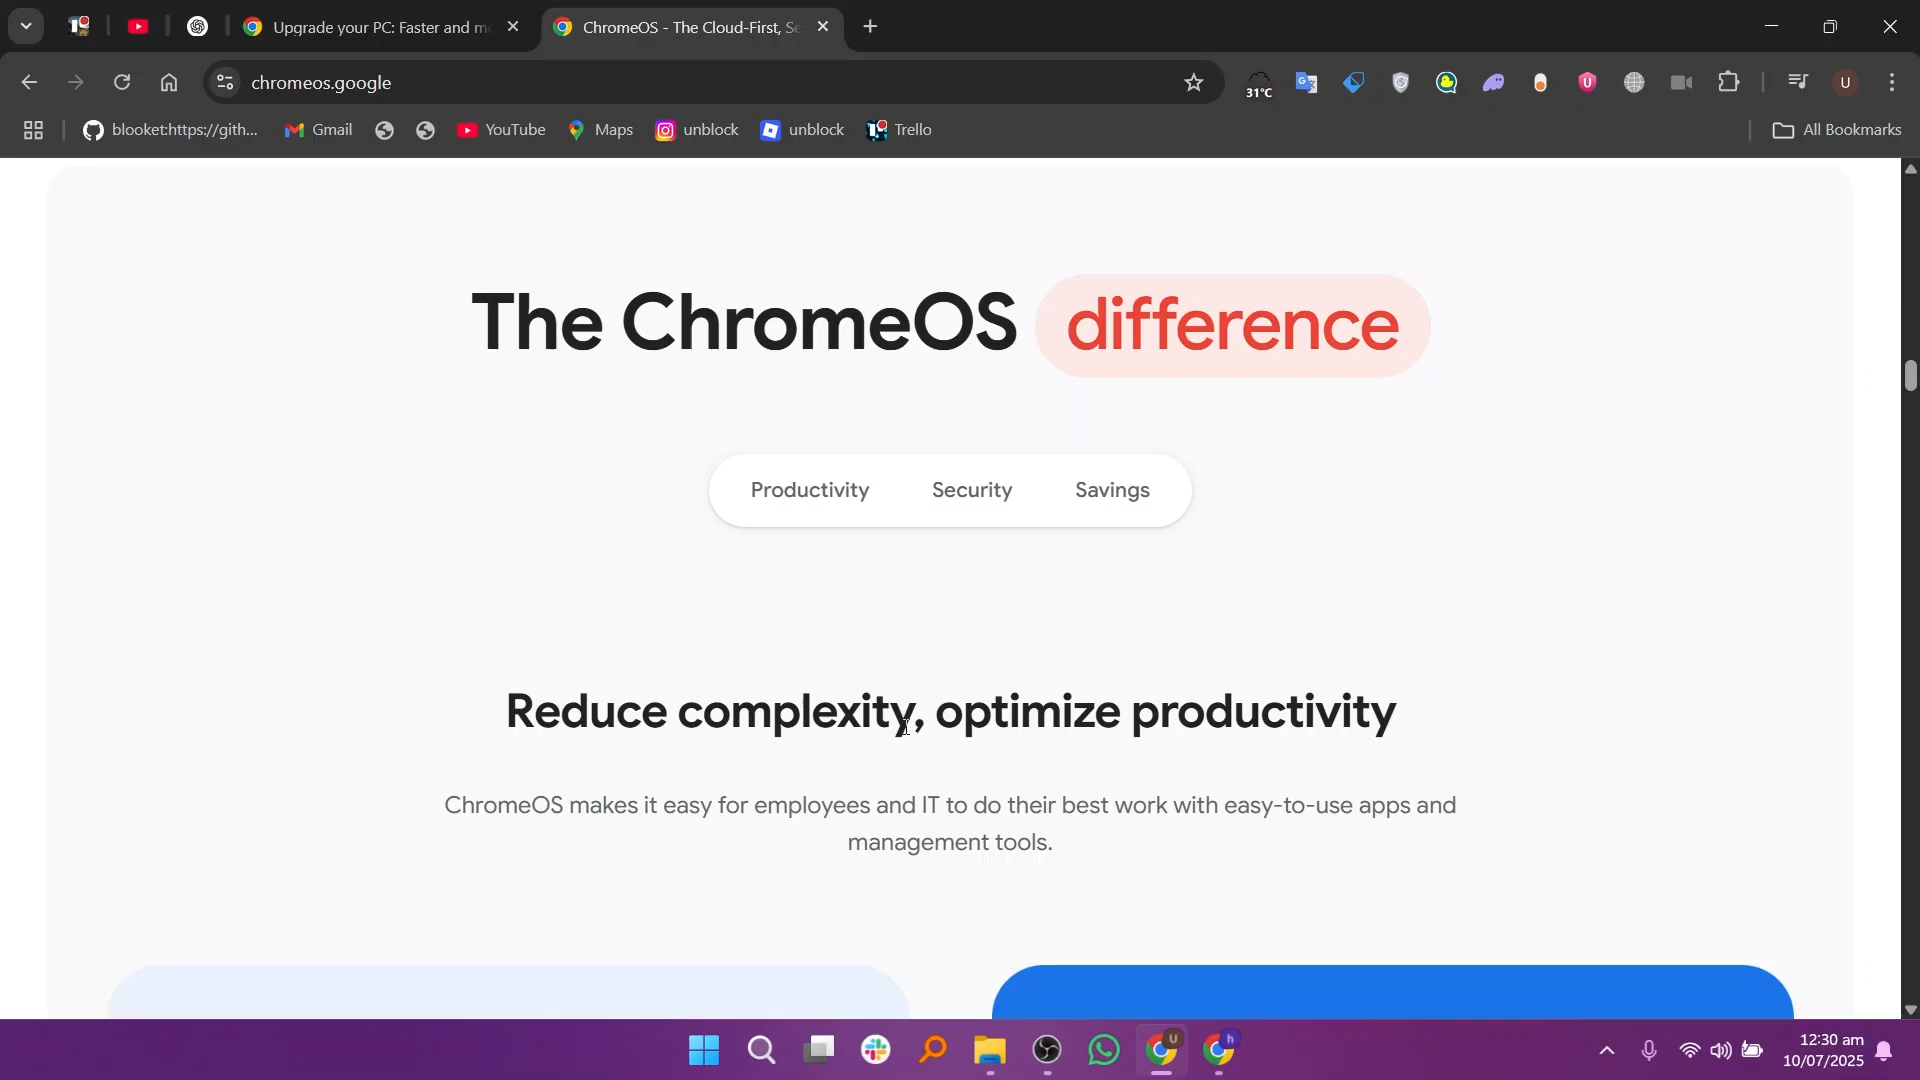 Upgrade your PC: Faster and m
ChromeOS - The Cloud-First, Se
chromeos.google
31°C
U
blooket:https://gith...
Gmail
YouTube
Maps
unblock
unblock
Trello
All Bookmarks
The ChromeOS difference
Productivity
Security
Savings
Reduce complexity, optimize productivity
ChromeOS makes it easy for employees and IT to do their best work with easy-to-use apps and
management tools.
U
h
12:30 am
10/07/2025